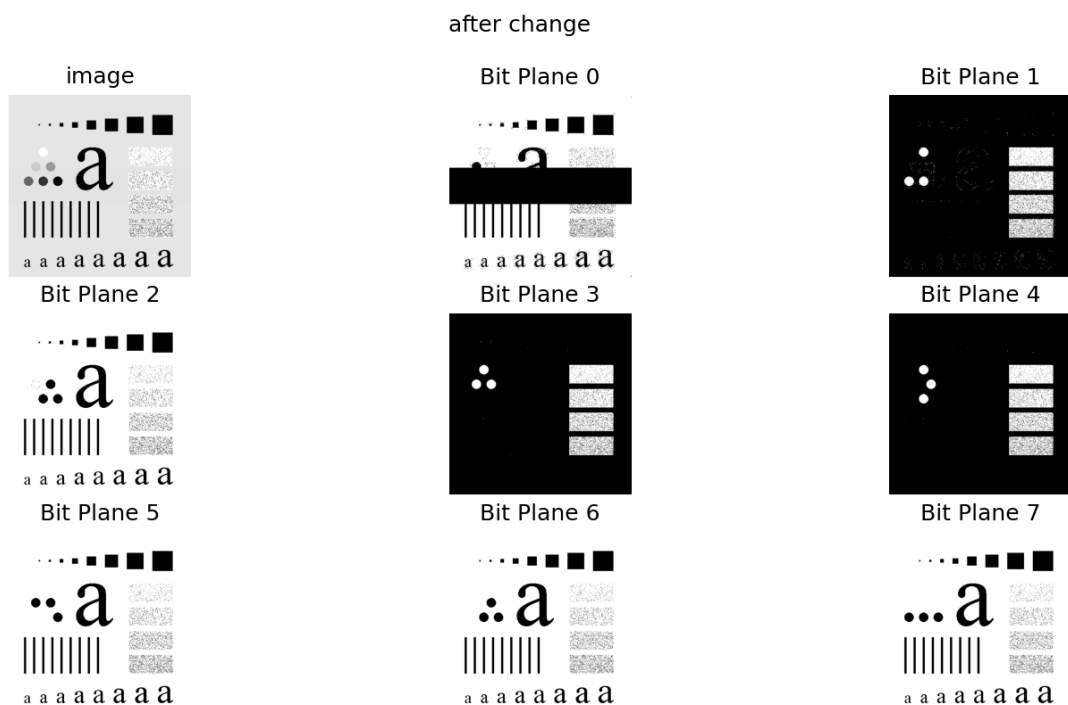 after change
image
Bit Plane 0
Bit Plane 1
a
a a a a a a a a
a
a a a a a a a a
Bit Plane 2
Bit Plane 3
Bit Plane 4
a
a a a a a a a a
Bit Plane 5
Bit Plane 6
Bit Plane 7
a
a a a a a a a a
a
a a a a a a a a
a
a a a a a a a a